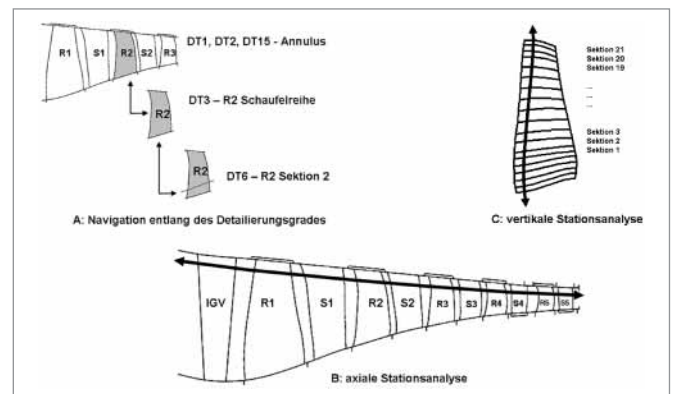 R1 S1 R2 S2 R3
DT1, DT2, DT15 - Annulus
R2
DT3 – R2 Schaufelreihe
R2
DT6 – R2 Sektion 2
A: Navigation entlang des Detailierungsgrades
Sektion 21
Sektion 20
Sektion 19
...
...
...
Sektion 3
Sektion 2
Sektion 1
C: vertikale Stationsanalyse
IGV R1 S1 R2 S2 R3 S3 R4 S4 R5 S5
B: axiale Stationsanalyse